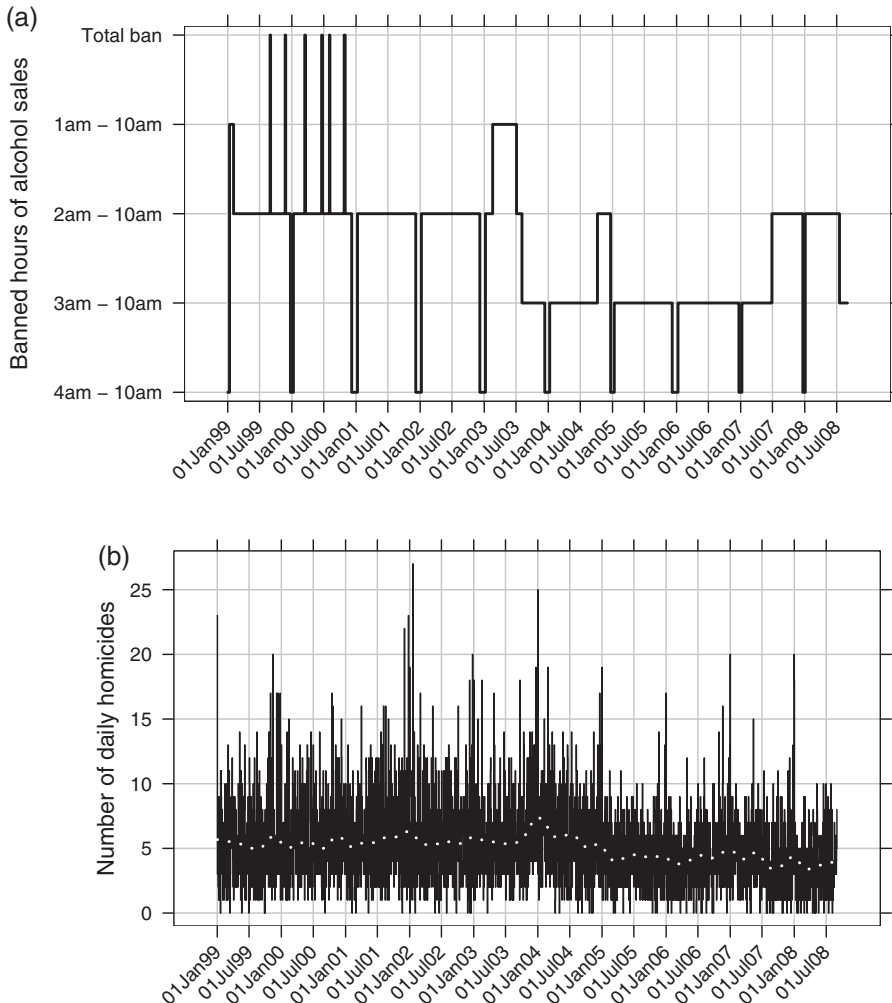 (a)
Banned hours of alcohol sales
Total ban
1am – 10am
2am – 10am
3am – 10am
4am – 10am
01Jan99
01Jul99
01Jan00
01Jul00
01Jan01
01Jul01
01Jan02
01Jul02
01Jan03
01Jul03
01Jan04
01Jul04
01Jan05
01Jul05
01Jan06
01Jul06
01Jan07
01Jul07
01Jan08
01Jul08
(b)
Number of daily homicides
25
20
15
10
5
0
01Jan99
01Jul99
01Jan00
01Jul00
01Jan01
01Jul01
01Jan02
01Jul02
01Jan03
01Jul03
01Jan04
01Jul04
01Jan05
01Jul05
01Jan06
01Jul06
01Jan07
01Jul07
01Jan08
01Jul08